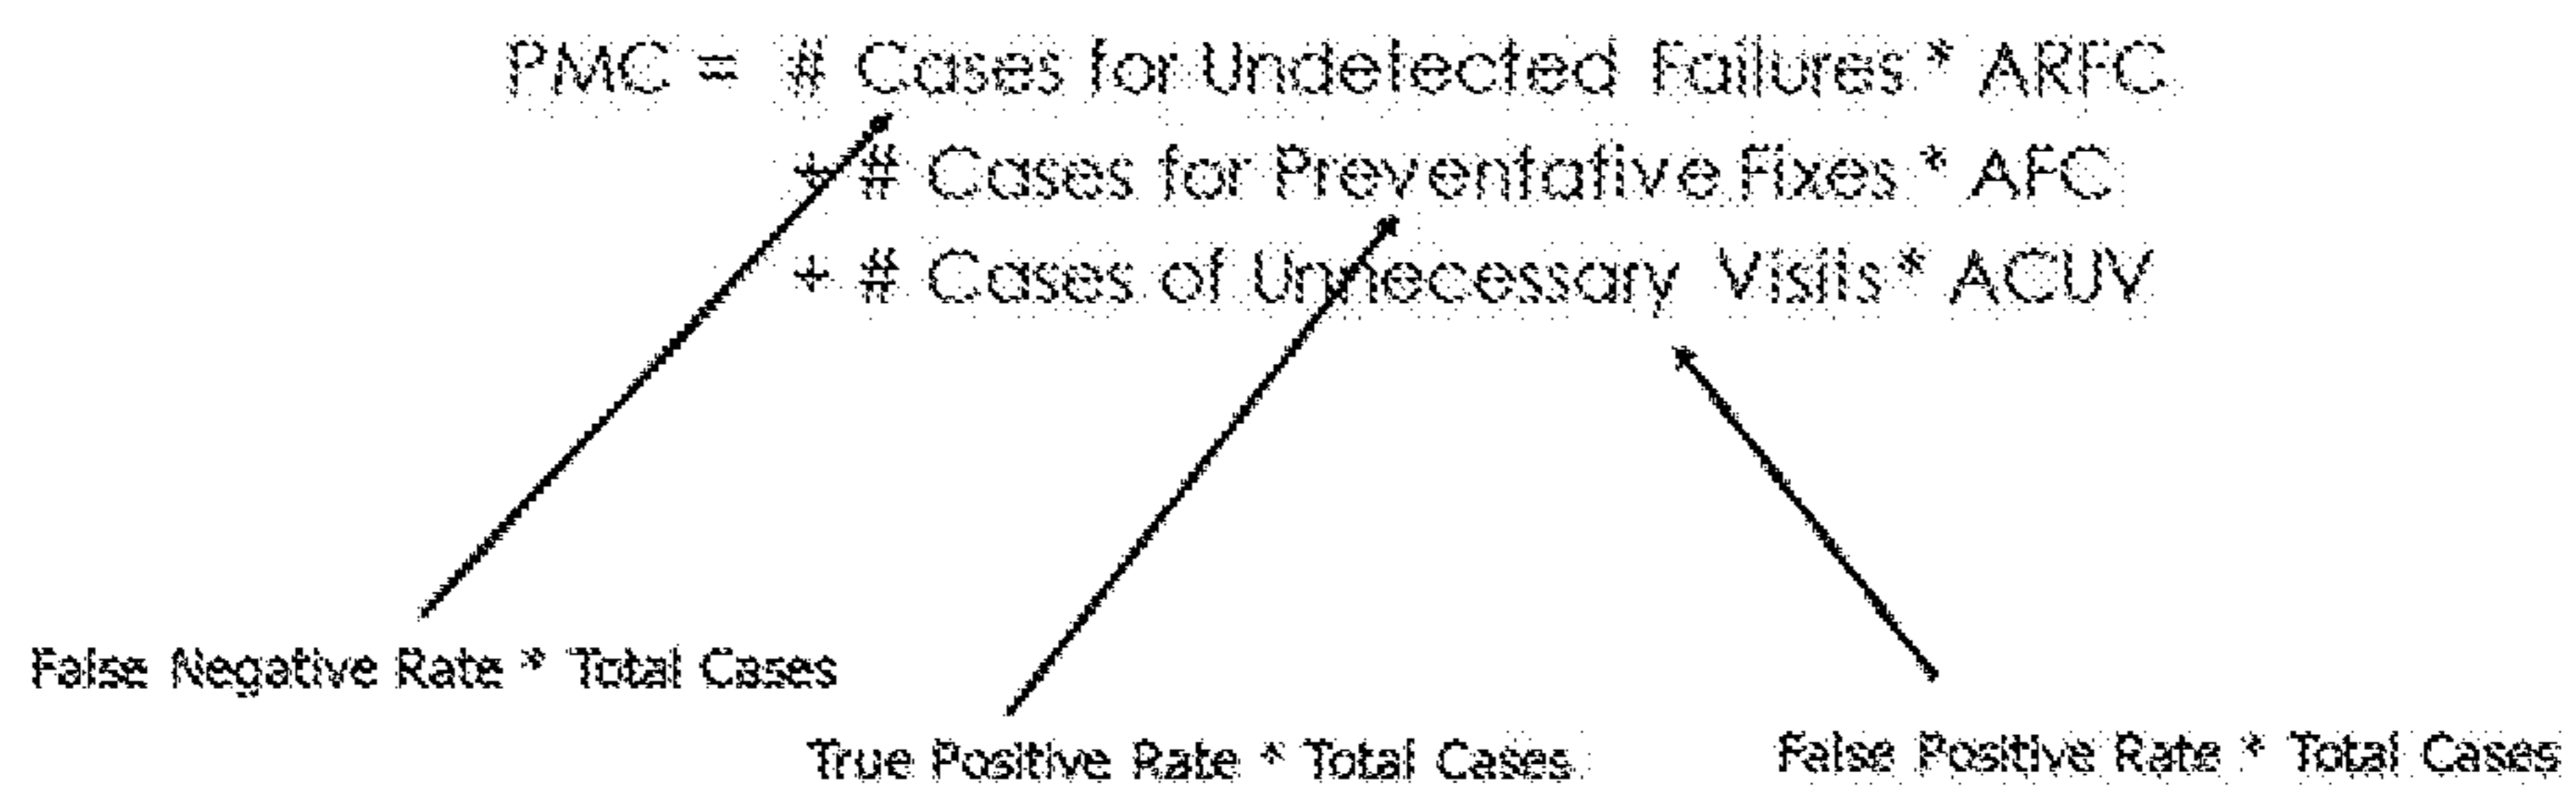 PMC = # Cases for Undetected Failures * ARFC
+ # Cases for Preventative Fixes * AFC
+ # Cases of Unnecessary Visits * ACUV
False Negative Rate * Total Cases
True Positive Rate * Total Cases
False Positive Rate * Total Cases